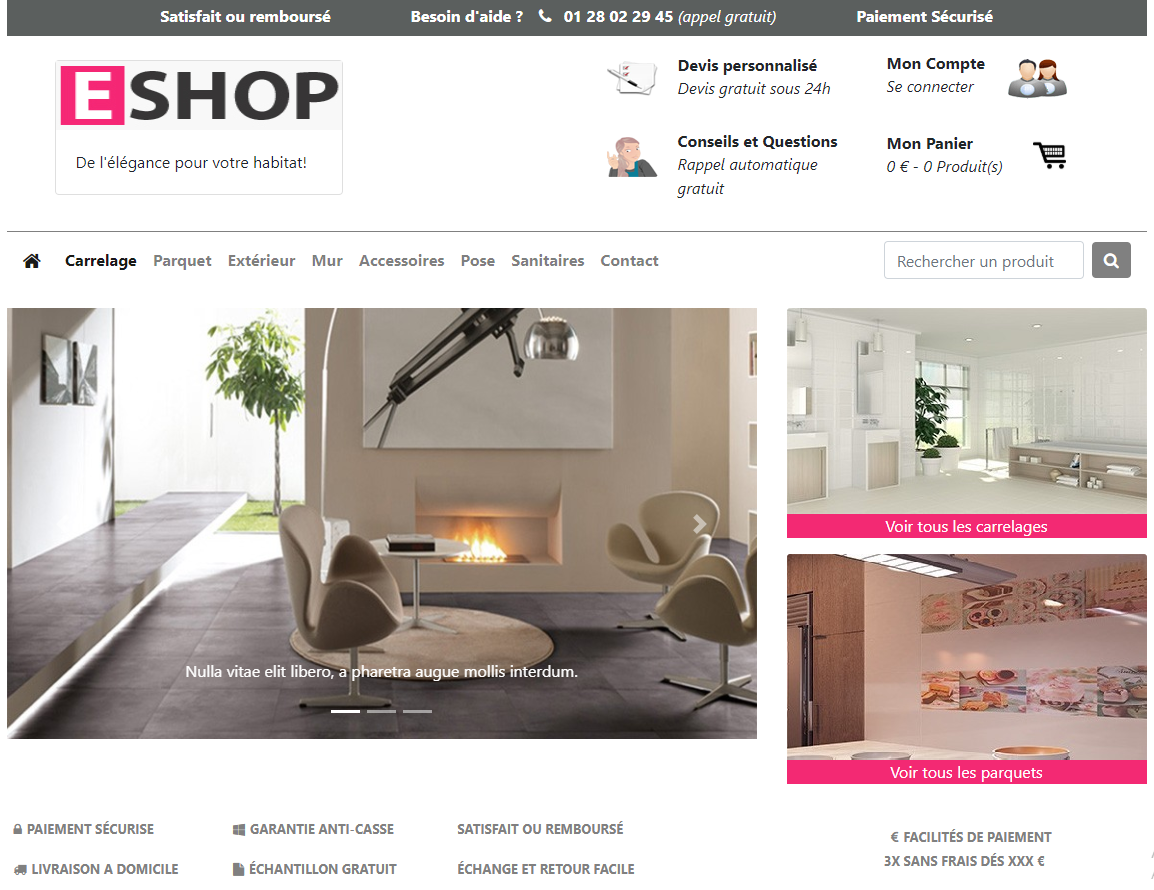 Satisfait ou remboursé
Besoin d'aide ? 01 28 02 29 45 (appel gratuit)
Paiement Sécurisé
ESHOP
De l'élégance pour votre habitat!
Devis personnalisé
Devis gratuit sous 24h
Mon Compte
Se connecter
Conseils et Questions
Rappel automatique
gratuit
Mon Panier
0 € - 0 Produit(s)
Carrelage Parquet Extérieur Mur Accessoires Pose Sanitaires Contact
Rechercher un produit
Nulla vitae elit libero, a pharetra augue mollis interdum.
Voir tous les carrelages
Voir tous les parquets
PAIEMENT SÉCURISE
GARANTIE ANTI-CASSE
SATISFAIT OU REMBOURSÉ
LIVRAISON A DOMICILE
ÉCHANTILLON GRATUIT
ÉCHANGE ET RETOUR FACILE
€ FACILITÉS DE PAIEMENT
3X SANS FRAIS DÉS XXX €